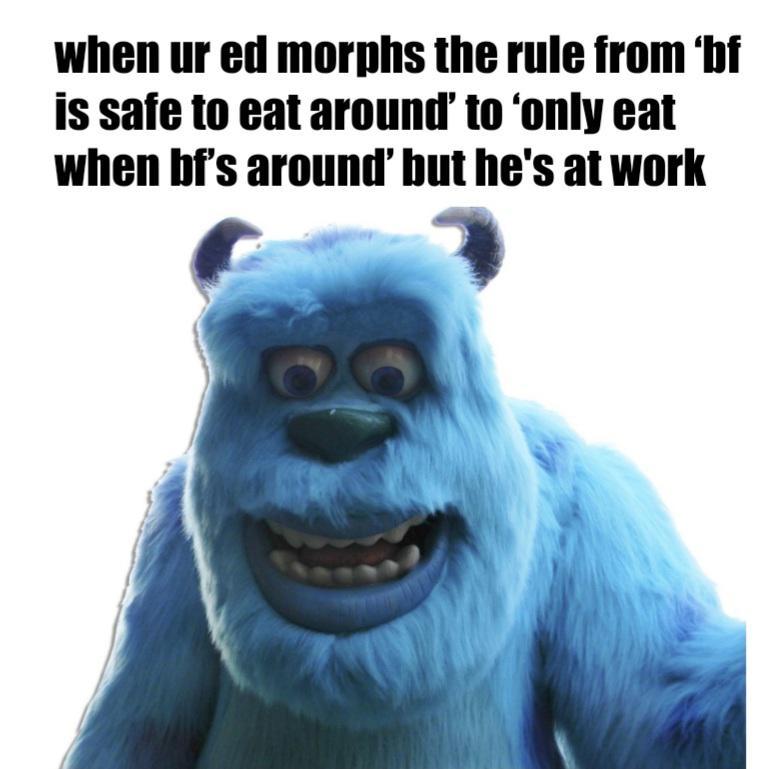 when ur ed morphs the rule from ‘bf
is safe to eat around’ to ‘only eat
when bf’s around’ but he's at work